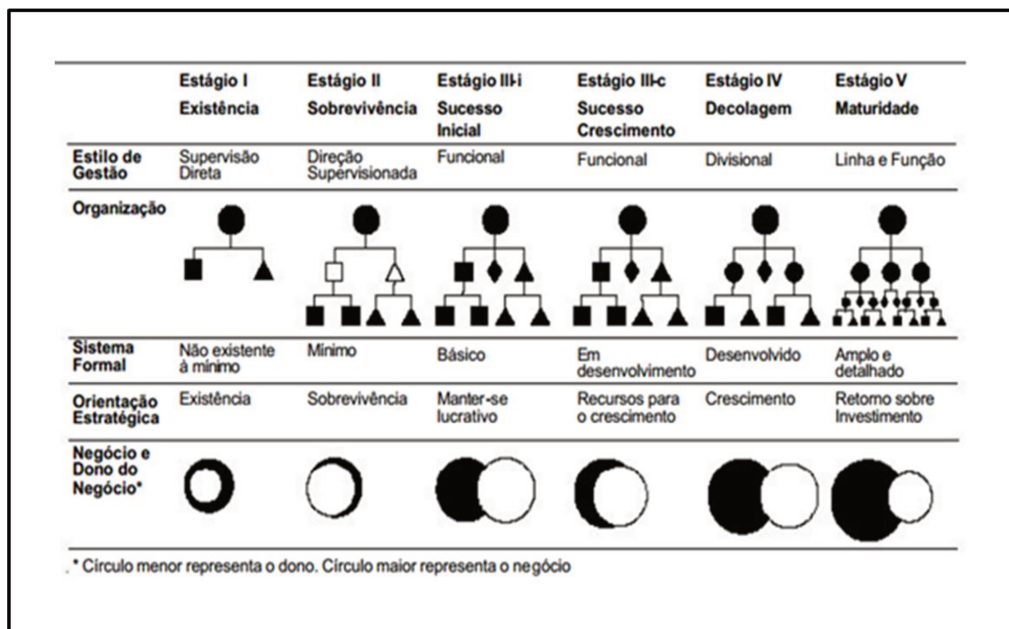 Estágio I Estágio II Estágio III-i Estágio III-c Estágio IV Estágio V
Existência Sobrevivência Sucesso Sucesso Decolagem Maturidade
Inicial Crescimento
Estilo de Supervisão Direção Funcional Funcional Divisional Linha e Função
Gestão Direta Supervisionada
Organização
Sistema Não existente Mínimo Básico Em Desenvolvido Amplo e
Formal à mínimo desenvolvimento detalhado
Orientação Existência Sobrevivência Manter-se Recursos para Crescimento Retorno sobre
Estratégica lucrativo o crescimento Investimento
Negócio e
Dono do
Negócio*
* Círculo menor representa o dono. Círculo maior representa o negócio